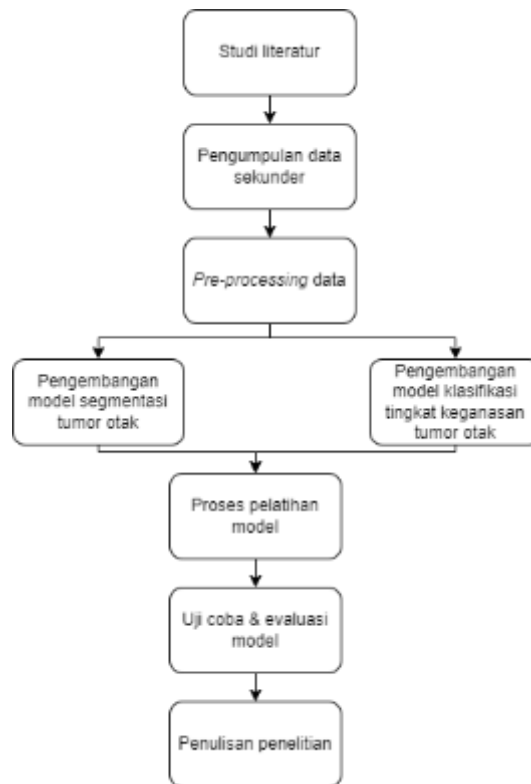 Studi literatur
Pengumpulan data
sekunder
Pre-processing data
Pengembangan
model segmentasi
tumor otak
Pengembangan
model klasifikasi
tingkat keganasan
tumor otak
Proses pelatihan
model
Uji coba & evaluasi
model
Penulisan penelitian